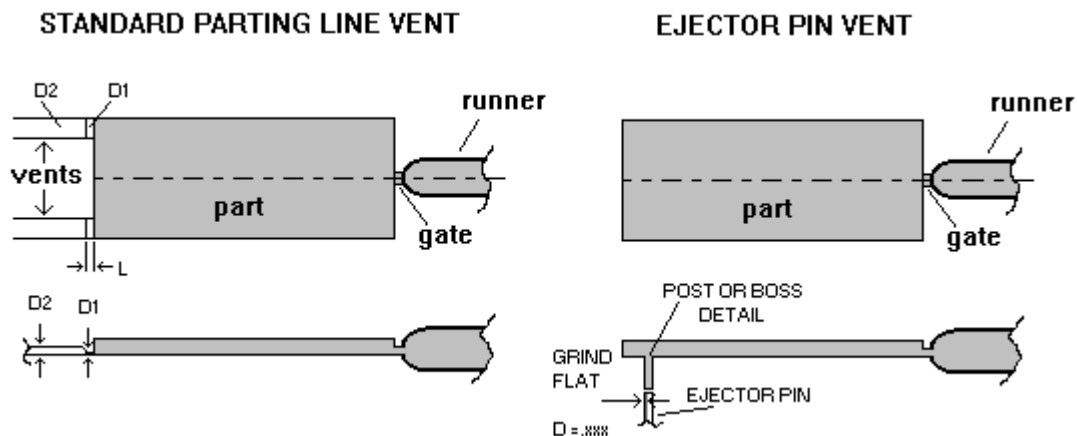 STANDARD PARTING LINE VENT
EJECTOR PIN VENT
D2 D1
runner
vents
part
gate
L
D2 D1
runner
part
gate
POST OR BOSS
DETAIL
GRIND
FLAT
EJECTOR PIN
D = .xxx